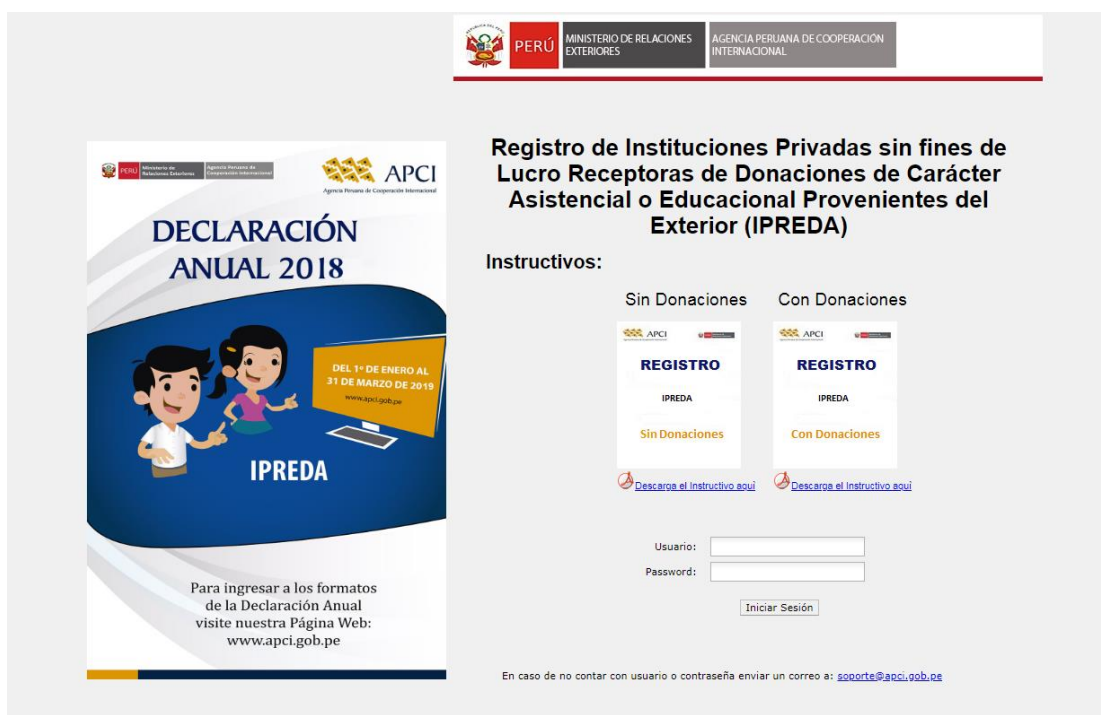 PERÚ
MINISTERIO DE RELACIONES
EXTERIORES
AGENCIA PERUANA DE COOPERACIÓN
INTERNACIONAL
PERÚ
Ministerio de
Relaciones Exteriores
Agencia Peruana de
Cooperación Internacional
APCI
Agencia Peruana de Cooperación Internacional
DECLARACIÓN
ANUAL 2018
DEL 1º DE ENERO AL
31 DE MARZO DE 2019
www.apci.gob.pe
IPREDA
Para ingresar a los formatos
de la Declaración Anual
visite nuestra Página Web:
www.apci.gob.pe
Registro de Instituciones Privadas sin fines de
Lucro Receptoras de Donaciones de Carácter
Asistencial o Educacional Provenientes del
Exterior (IPREDA)
Instructivos:
Sin Donaciones
Con Donaciones
APCI
REGISTRO
IPREDA
Sin Donaciones
Descarga el Instructivo aquí
APCI
REGISTRO
IPREDA
Con Donaciones
Descarga el Instructivo aquí
Usuario:
Password:
Iniciar Sesión
En caso de no contar con usuario o contraseña enviar un correo a: soporte@apci.gob.pe